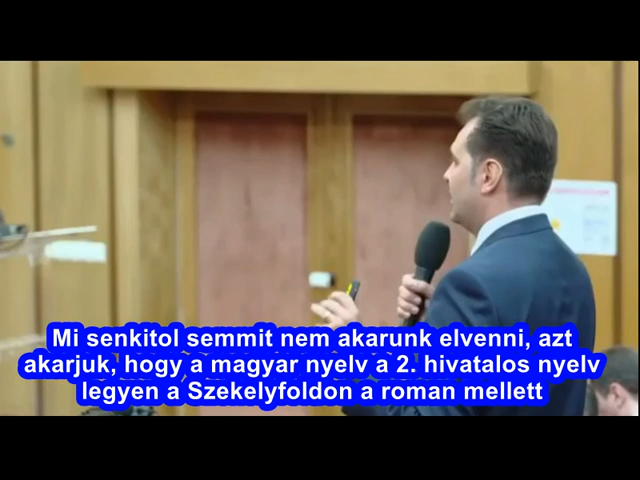 Mi senkitol semmit nem akarunk elvenni, azt
akarjuk, hogy a magyar nyelv a 2. hivatalos nyelv
legyen a Szekelyfoldon a roman mellett